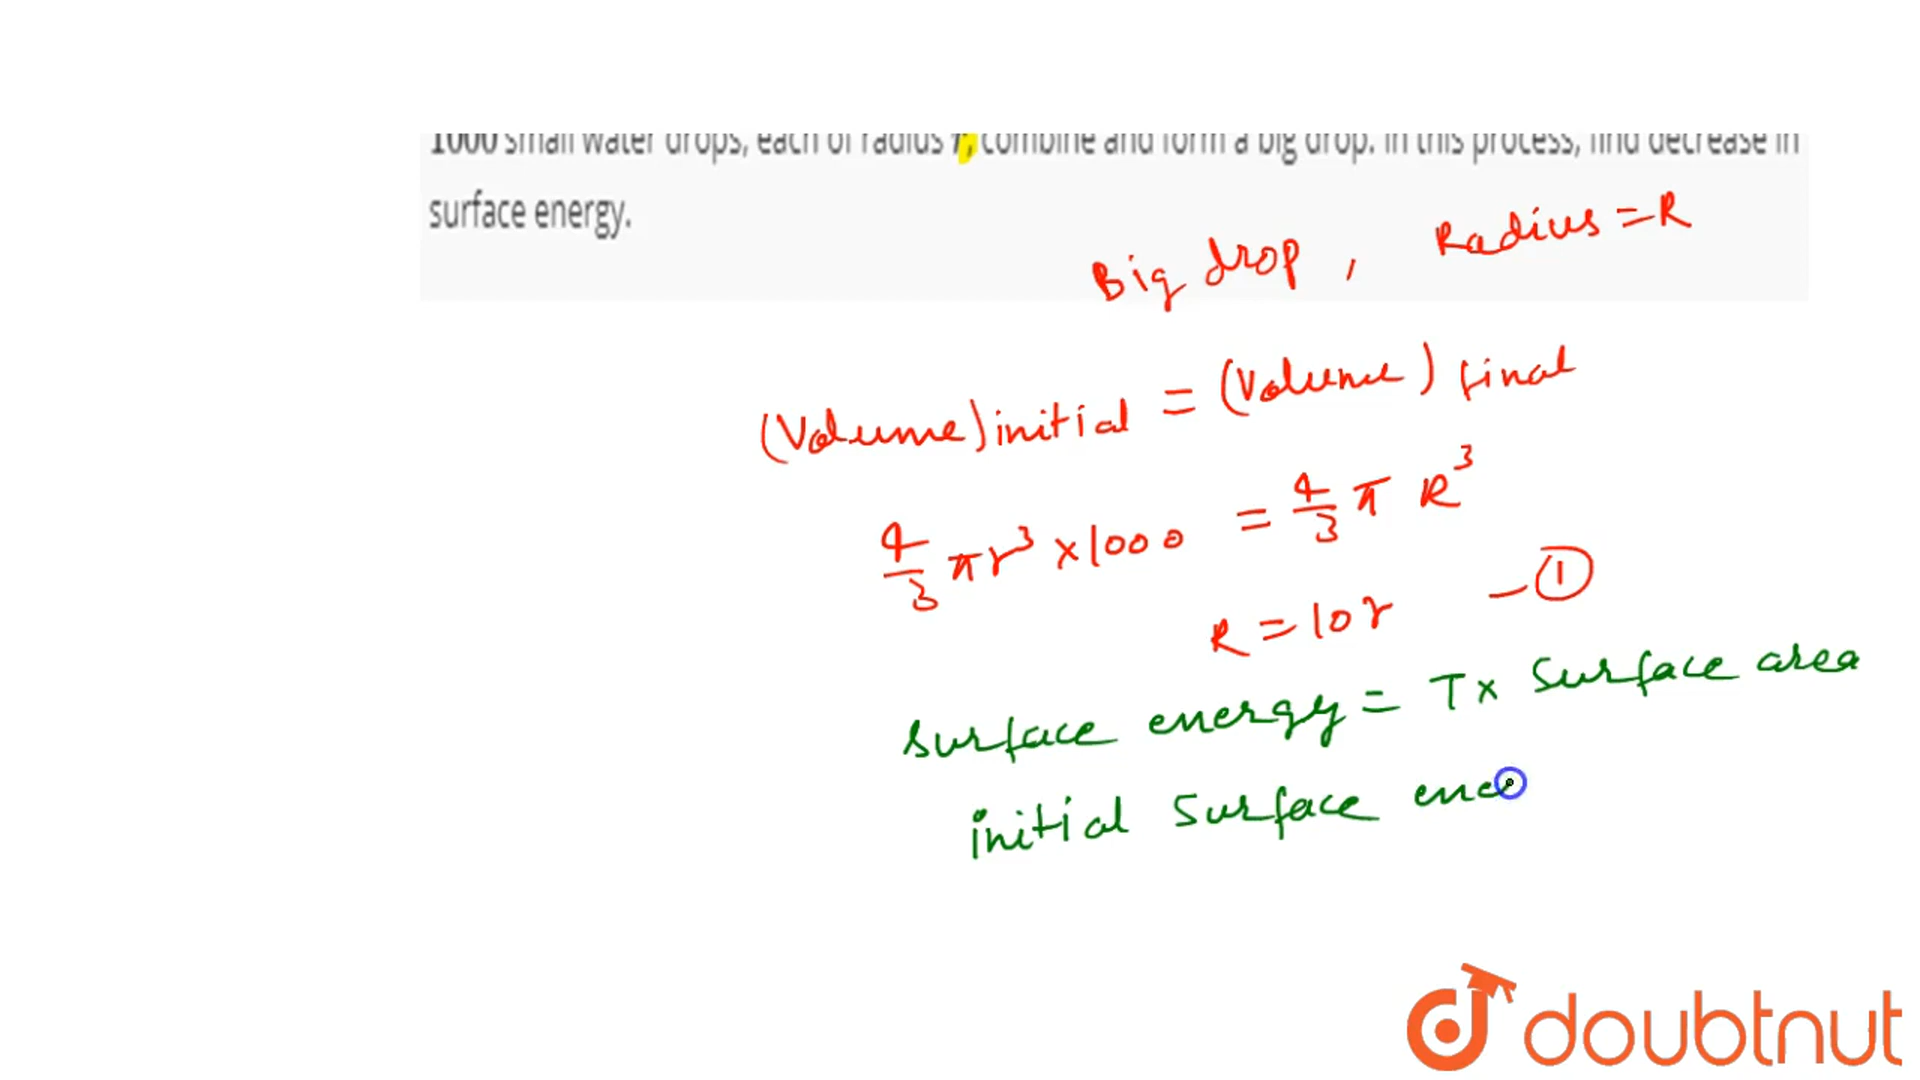 1000 small water drops, each of radius r, combine and form a big drop. In this process, find decrease in
surface energy.
Big drop, Radius = R
(Volume) initial = (Volume) final
4/3 π r³ × 1000 = 4/3 π R³
R = 10 r — ①
Surface energy = T × Surface area
initial surface ene
doubtnut